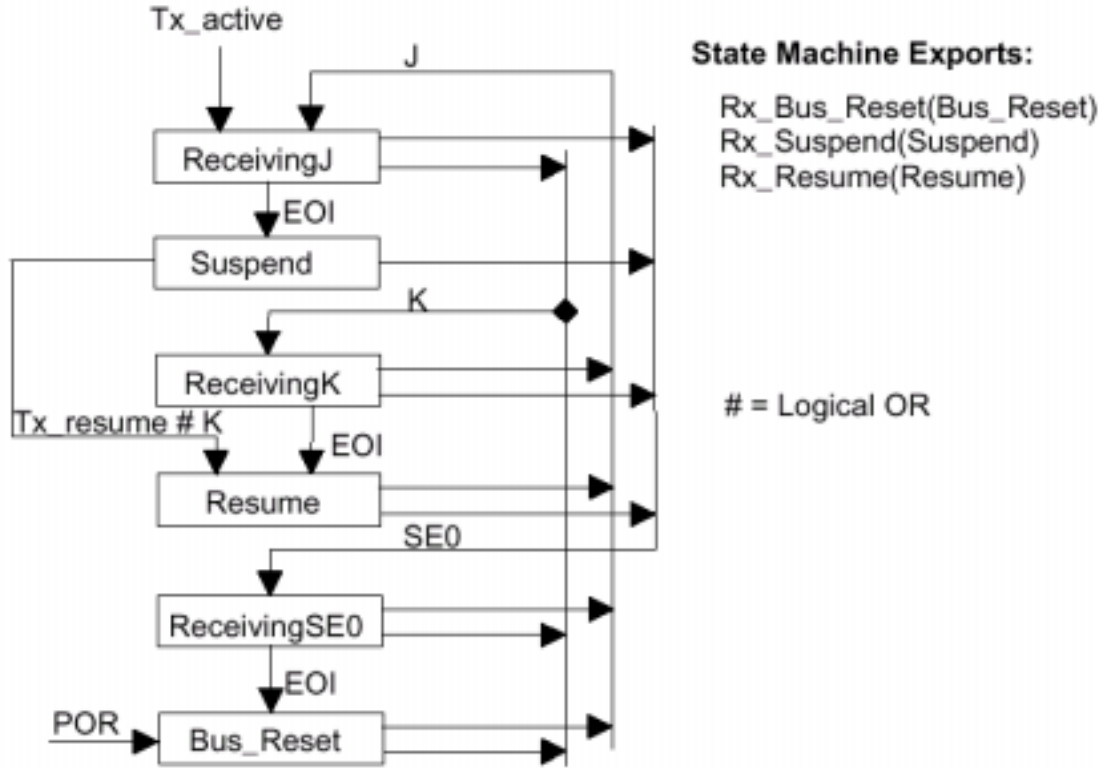 Tx_active
J
State Machine Exports:
Rx_Bus_Reset(Bus_Reset)
Rx_Suspend(Suspend)
Rx_Resume(Resume)
ReceivingJ
EOI
Suspend
K
ReceivingK
# = Logical OR
Tx_resume # K
EOI
Resume
SE0
ReceivingSE0
EOI
POR
Bus_Reset